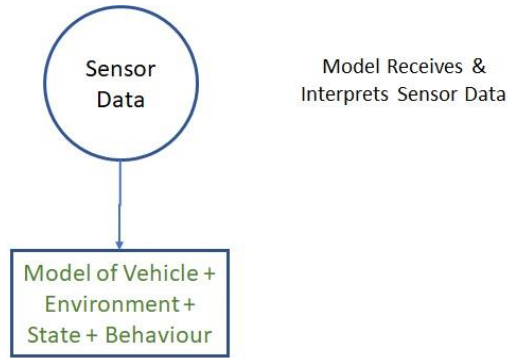 Sensor
Data
Model Receives &
Interprets Sensor Data
Model of Vehicle +
Environment +
State + Behaviour